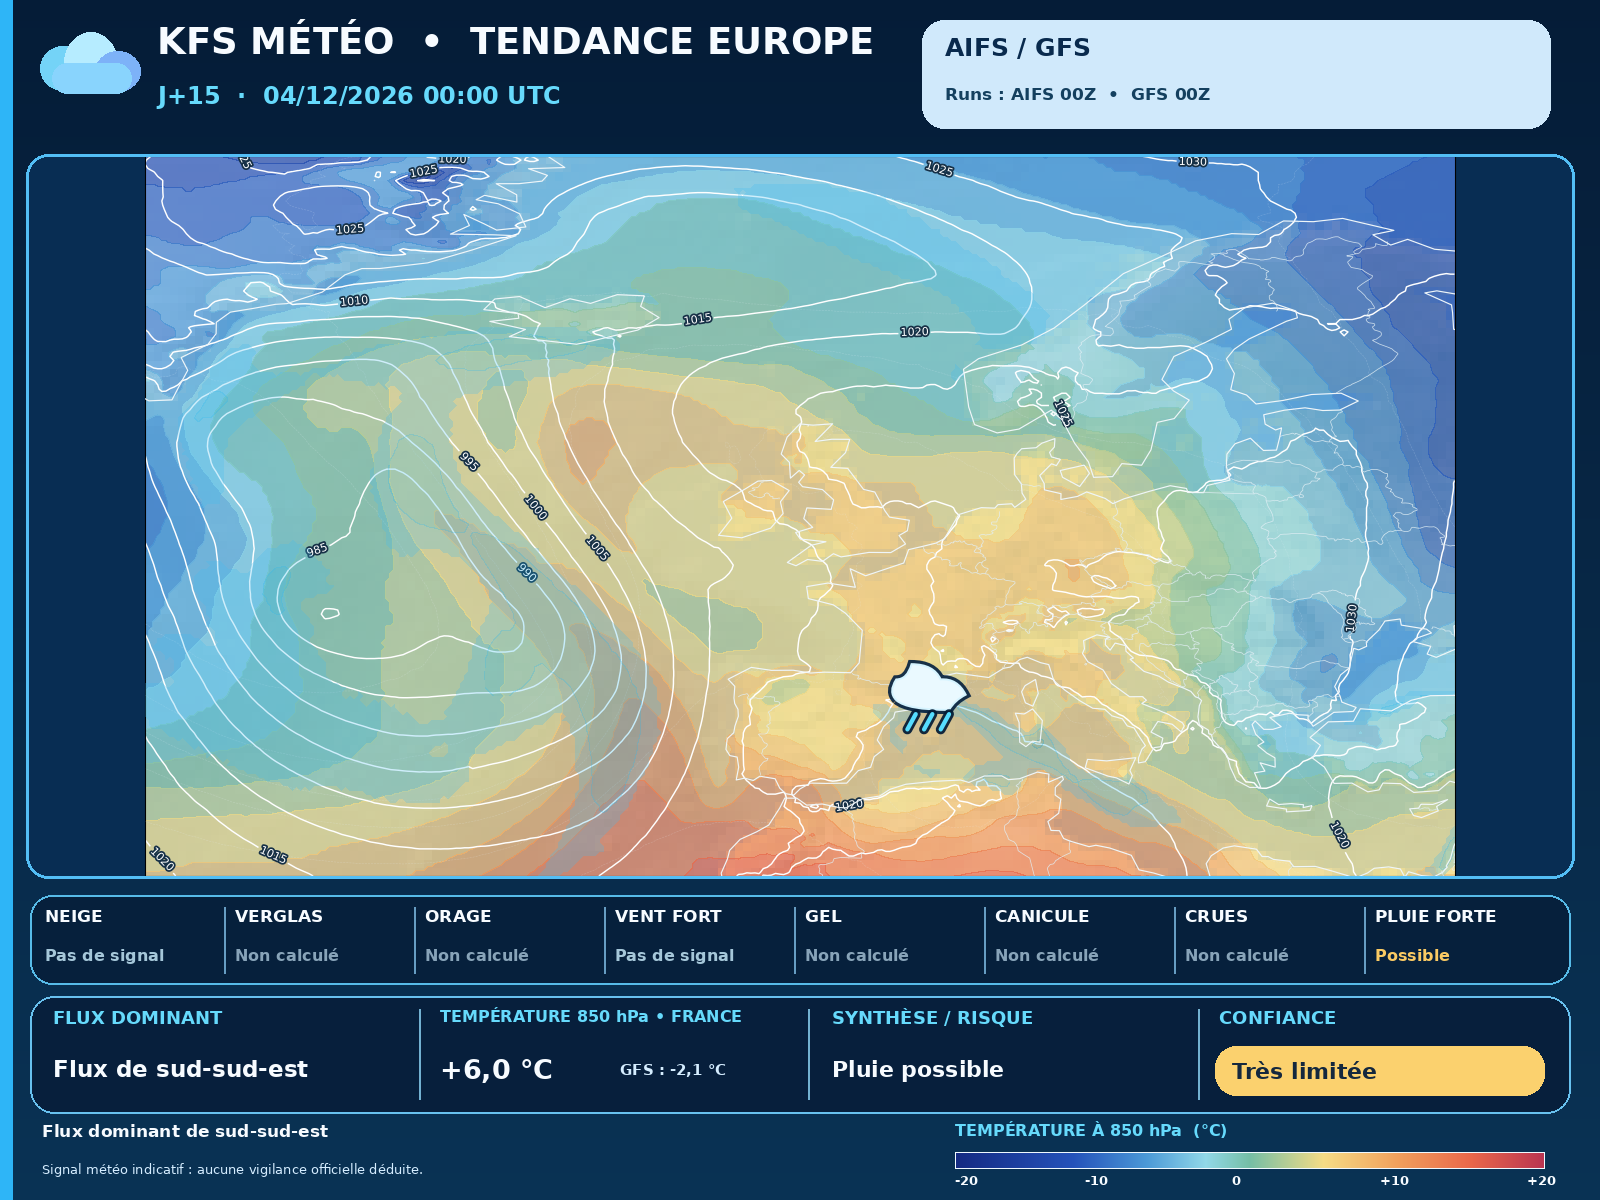 KFS MÉTÉO • TENDANCE EUROPE
J+15 · 04/12/2026 00:00 UTC
AIFS / GFS
Runs : AIFS 00Z • GFS 00Z
1020
1025
1025
1030
1025
1010
1015
1020
1025
995
1000
1005
985
990
1030
1020
1020
1015
1020
NEIGE
Pas de signal
VERGLAS
Non calculé
ORAGE
Non calculé
VENT FORT
Pas de signal
GEL
Non calculé
CANICULE
Non calculé
CRUES
Non calculé
PLUIE FORTE
Possible
FLUX DOMINANT
Flux de sud-sud-est
TEMPÉRATURE 850 hPa • FRANCE
+6,0 °C GFS : -2,1 °C
SYNTHÈSE / RISQUE
Pluie possible
CONFIANCE
Très limitée
Flux dominant de sud-sud-est
Signal météo indicatif : aucune vigilance officielle déduite.
TEMPÉRATURE À 850 hPa (°C)
-20 -10 0 +10 +20